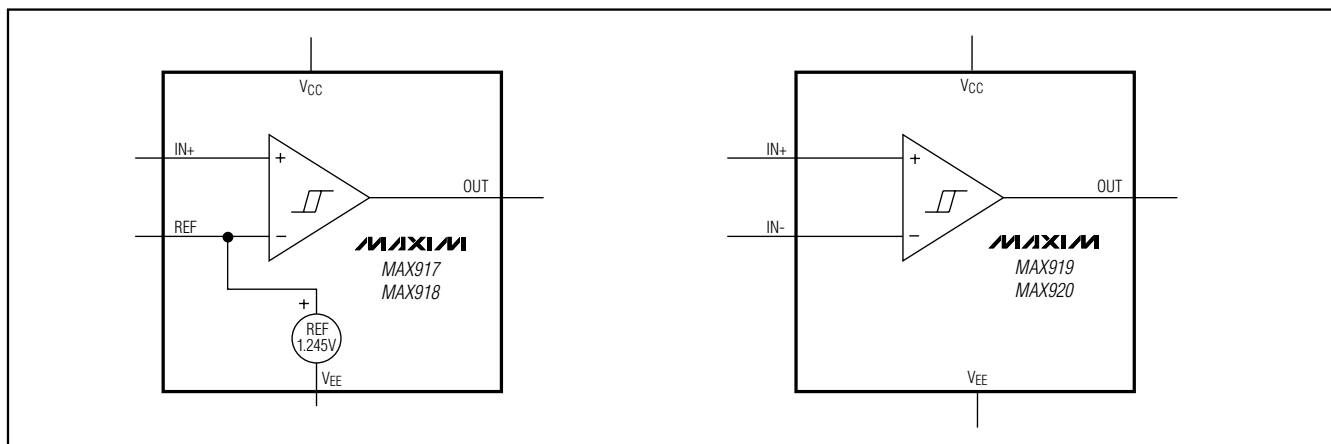 VCC
IN+
+
OUT
REF
−
MAXIM
MAX917
MAX918
+
REF
1.245V
VEE
VCC
IN+
+
OUT
IN-
−
MAXIM
MAX919
MAX920
VEE